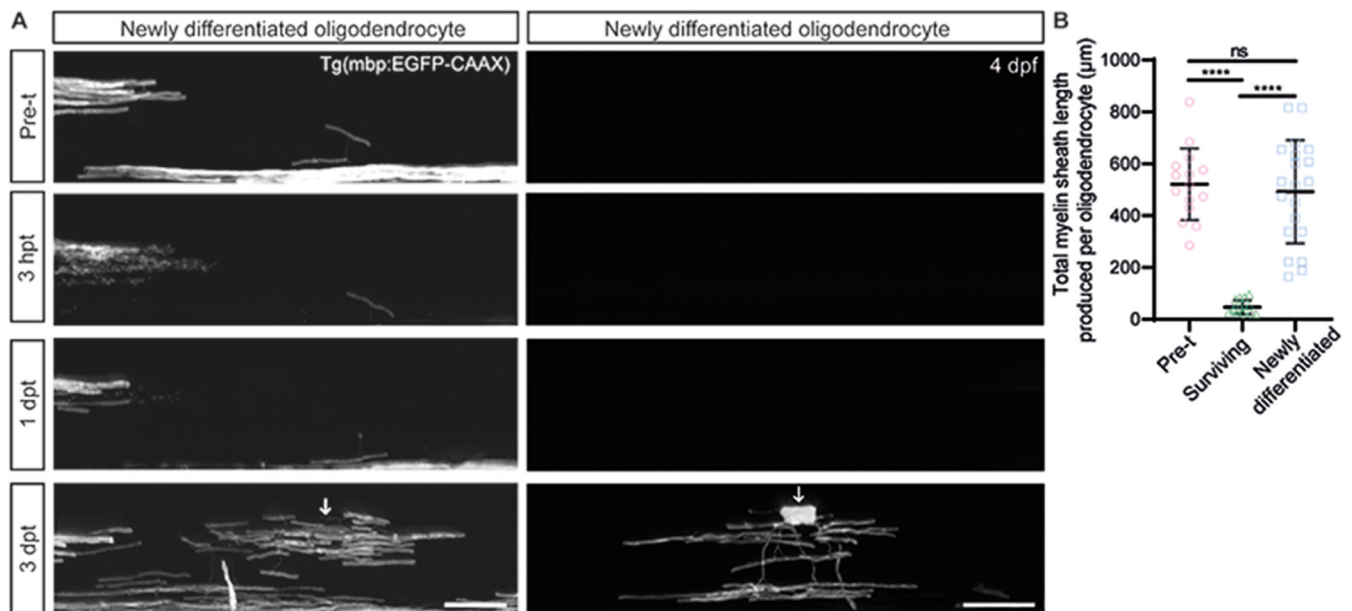 A
Newly differentiated oligodendrocyte
Newly differentiated oligodendrocyte
Pre-t
Tg(mbp:EGFP-CAAX)
4 dpf
3 hpt
1 dpt
3 dpt
B
Total myelin sheath length
produced per oligodendrocyte (µm)
1000
800
600
400
200
0
ns
****
****
Pre-t
Surviving
Newly
differentiated